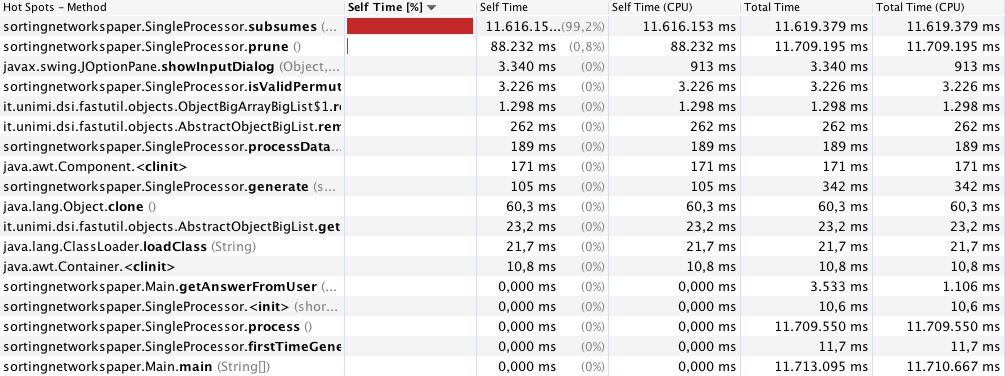 Hot Spots – Method Self Time [%] Self Time Self Time (CPU) Total Time Total Time (CPU)
sortingnetworkspaper.SingleProcessor.subsumes (... 11.616.15...(99,2%) 11.616.153 ms 11.619.379 ms 11.619.379 ms
sortingnetworkspaper.SingleProcessor.prune () 88.232 ms (0,8%) 88.232 ms 11.709.195 ms 11.709.195 ms
javax.swing.JOptionPane.showInputDialog (Object,... 3.340 ms (0%) 913 ms 3.340 ms 913 ms
sortingnetworkspaper.SingleProcessor.isValidPermut 3.226 ms (0%) 3.226 ms 3.226 ms 3.226 ms
it.unimi.dsi.fastutil.objects.ObjectBigArrayBigList$1.r 1.298 ms (0%) 1.298 ms 1.298 ms 1.298 ms
it.unimi.dsi.fastutil.objects.AbstractObjectBigList.rem 262 ms (0%) 262 ms 262 ms 262 ms
sortingnetworkspaper.SingleProcessor.processData... 189 ms (0%) 189 ms 189 ms 189 ms
java.awt.Component.<clinit> 171 ms (0%) 171 ms 171 ms 171 ms
sortingnetworkspaper.SingleProcessor.generate (s... 105 ms (0%) 105 ms 342 ms 342 ms
java.lang.Object.clone () 60,3 ms (0%) 60,3 ms 60,3 ms 60,3 ms
it.unimi.dsi.fastutil.objects.AbstractObjectBigList.get 23,2 ms (0%) 23,2 ms 23,2 ms 23,2 ms
java.lang.ClassLoader.loadClass (String) 21,7 ms (0%) 21,7 ms 21,7 ms 21,7 ms
java.awt.Container.<clinit> 10,8 ms (0%) 10,8 ms 10,8 ms 10,8 ms
sortingnetworkspaper.Main.getAnswerFromUser (... 0,000 ms (0%) 0,000 ms 3.533 ms 1.106 ms
sortingnetworkspaper.SingleProcessor.<init> (shor... 0,000 ms (0%) 0,000 ms 10,6 ms 10,6 ms
sortingnetworkspaper.SingleProcessor.process () 0,000 ms (0%) 0,000 ms 11.709.550 ms 11.709.550 ms
sortingnetworkspaper.SingleProcessor.firstTimeGene 0,000 ms (0%) 0,000 ms 11,7 ms 11,7 ms
sortingnetworkspaper.Main.main (String[]) 0,000 ms (0%) 0,000 ms 11.713.095 ms 11.710.667 ms